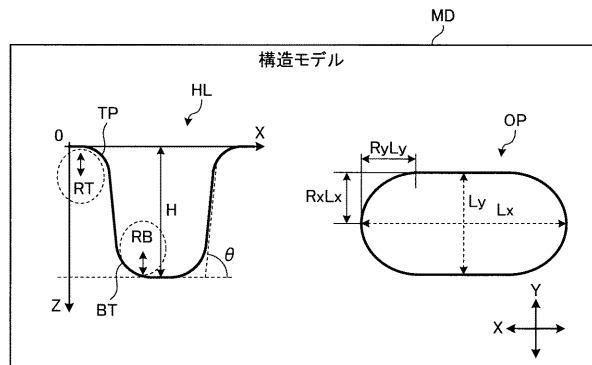 MD
構造モデル
HL
TP
0
X
RT
H
RB
θ
Z
BT
OP
RyLy
RxLx
Ly
Lx
Y
X